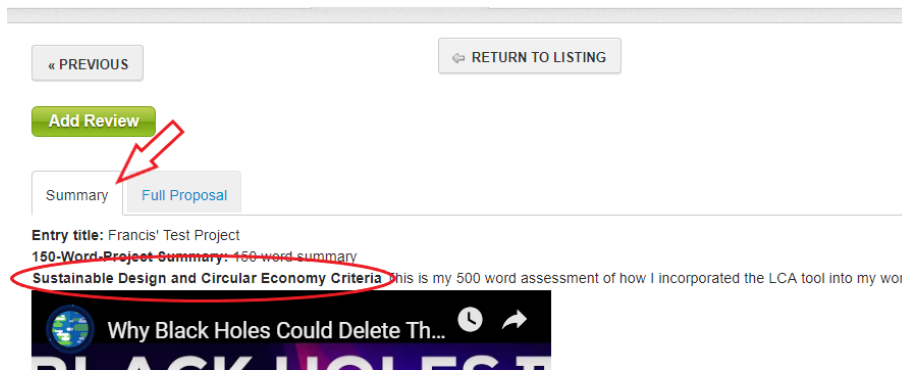 « PREVIOUS
RETURN TO LISTING
Add Review
Summary
Full Proposal
Entry title: Francis' Test Project
150-Word-Project Summary: 150 word summary
Sustainable Design and Circular Economy Criteria This is my 500 word assessment of how I incorporated the LCA tool into my wor
Why Black Holes Could Delete Th...
BLACK HOLES